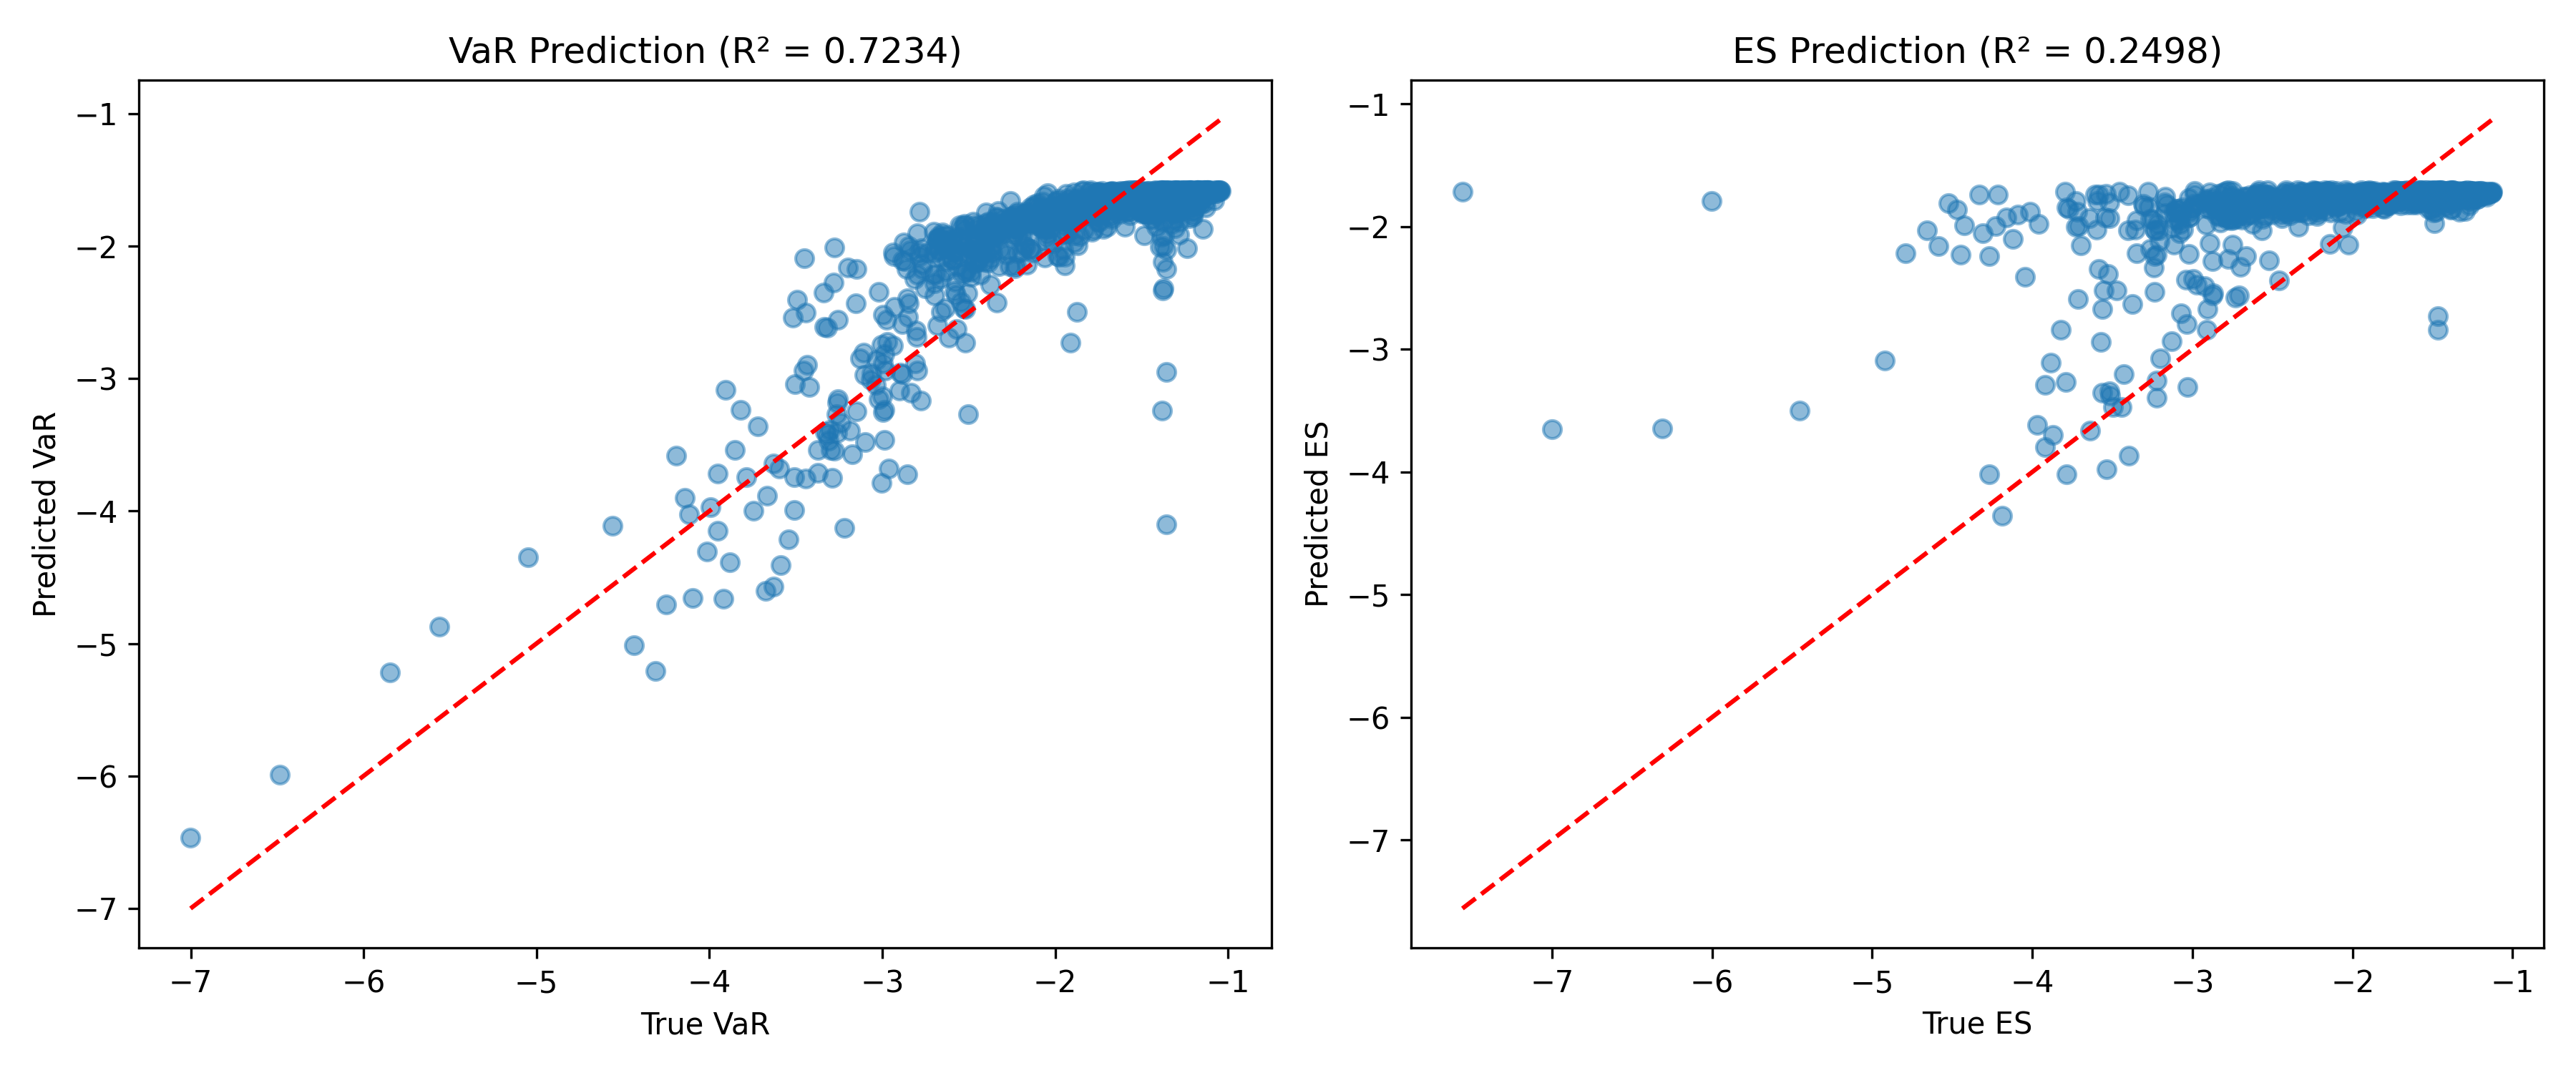 VaR Prediction (R² = 0.7234)
−1
−2
−3
−4
−5
−6
−7
Predicted VaR
−7 −6 −5 −4 −3 −2 −1
True VaR
ES Prediction (R² = 0.2498)
−1
−2
−3
−4
−5
−6
−7
Predicted ES
−7 −6 −5 −4 −3 −2 −1
True ES